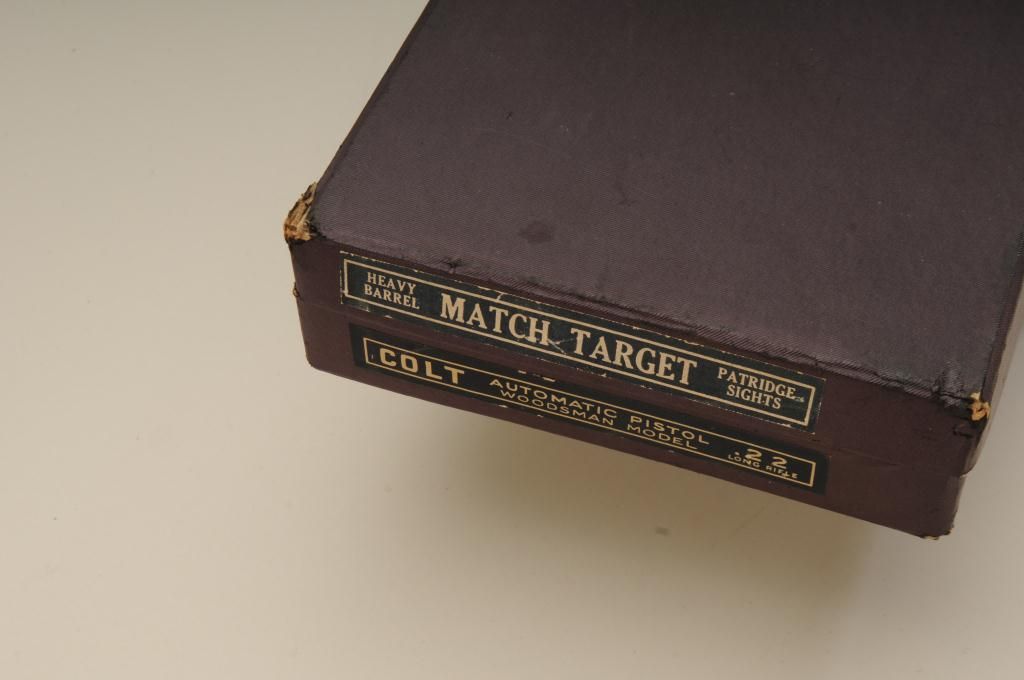 HEAVY
BARREL
MATCH TARGET
PATRIDGE
SIGHTS
COLT
AUTOMATIC PISTOL
WOODSMAN MODEL
.22
LONG RIFLE